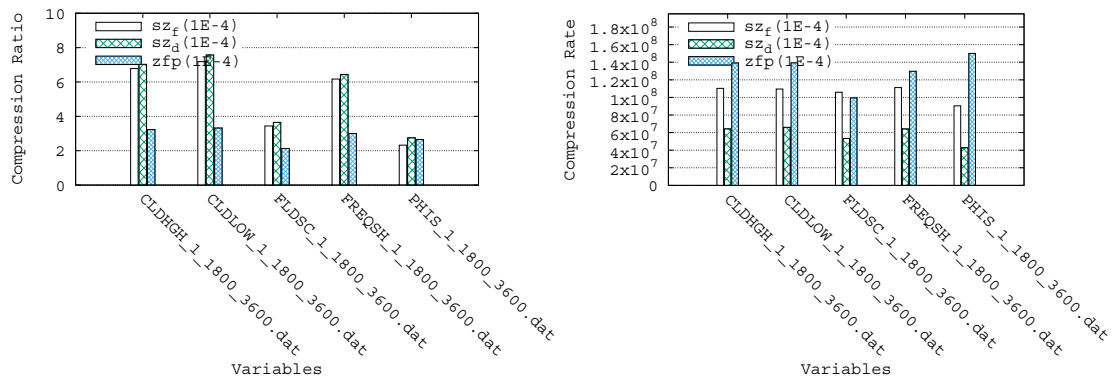 Compression Ratio
10
8
6
4
2
0
sz_f(1E-4)
sz_d(1E-4)
zfp(1E-4)
CLDHGH_1_1800_3600.dat
CLDLOW_1_1800_3600.dat
FLDSC_1_1800_3600.dat
FREQSH_1_1800_3600.dat
PHIS_1_1800_3600.dat
Variables
Compression Rate
1.8x10^8
1.6x10^8
1.4x10^8
1.2x10^8
1x10^8
8x10^7
6x10^7
4x10^7
2x10^7
0
sz_f(1E-4)
sz_d(1E-4)
zfp(1E-4)
CLDHGH_1_1800_3600.dat
CLDLOW_1_1800_3600.dat
FLDSC_1_1800_3600.dat
FREQSH_1_1800_3600.dat
PHIS_1_1800_3600.dat
Variables